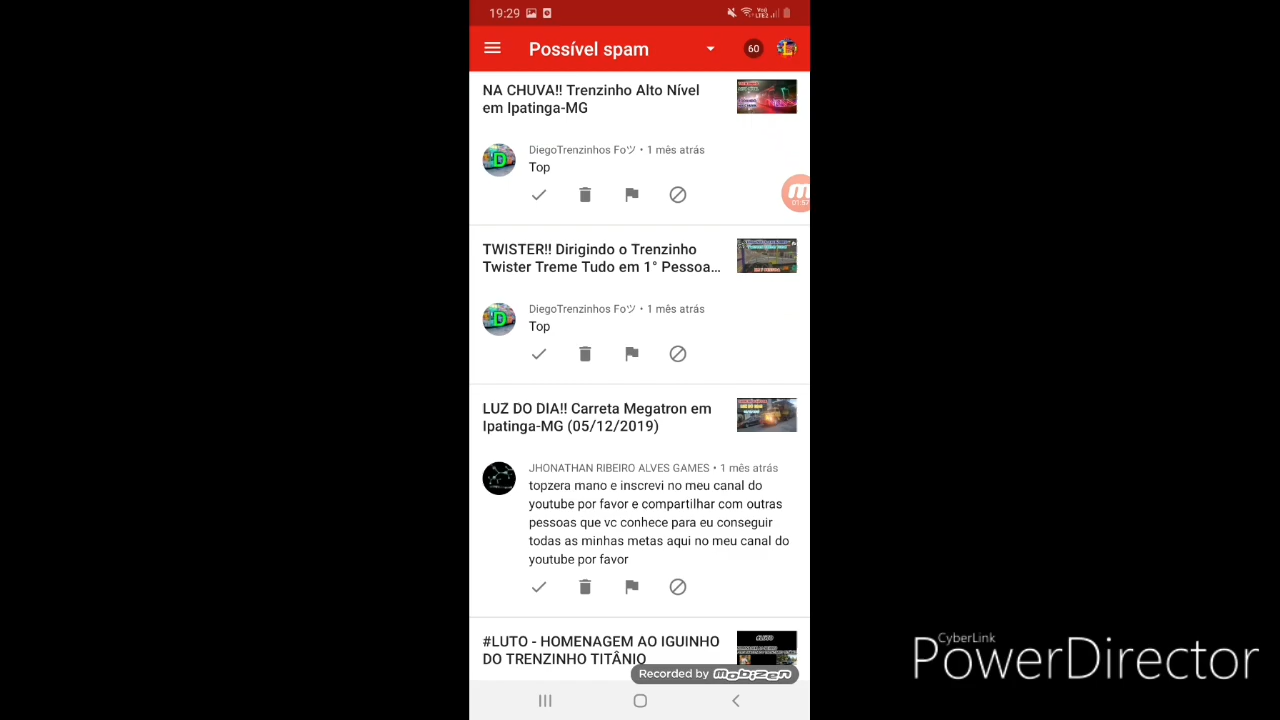 19:29
Possível spam
60
NA CHUVA!! Trenzinho Alto Nível
em Ipatinga-MG
DiegoTrenzinhos Foツ • 1 mês atrás
Top
01:57
TWISTER!! Dirigindo o Trenzinho
Twister Treme Tudo em 1° Pessoa...
DiegoTrenzinhos Foツ • 1 mês atrás
Top
LUZ DO DIA!! Carreta Megatron em
Ipatinga-MG (05/12/2019)
JHONATHAN RIBEIRO ALVES GAMES • 1 mês atrás
topzera mano e inscrevi no meu canal do
youtube por favor e compartilhar com outras
pessoas que vc conhece para eu conseguir
todas as minhas metas aqui no meu canal do
youtube por favor
#LUTO - HOMENAGEM AO IGUINHO
DO TRENZINHO TITÂNIO
#LUTO
Recorded by mobizen
CyberLink
PowerDirector